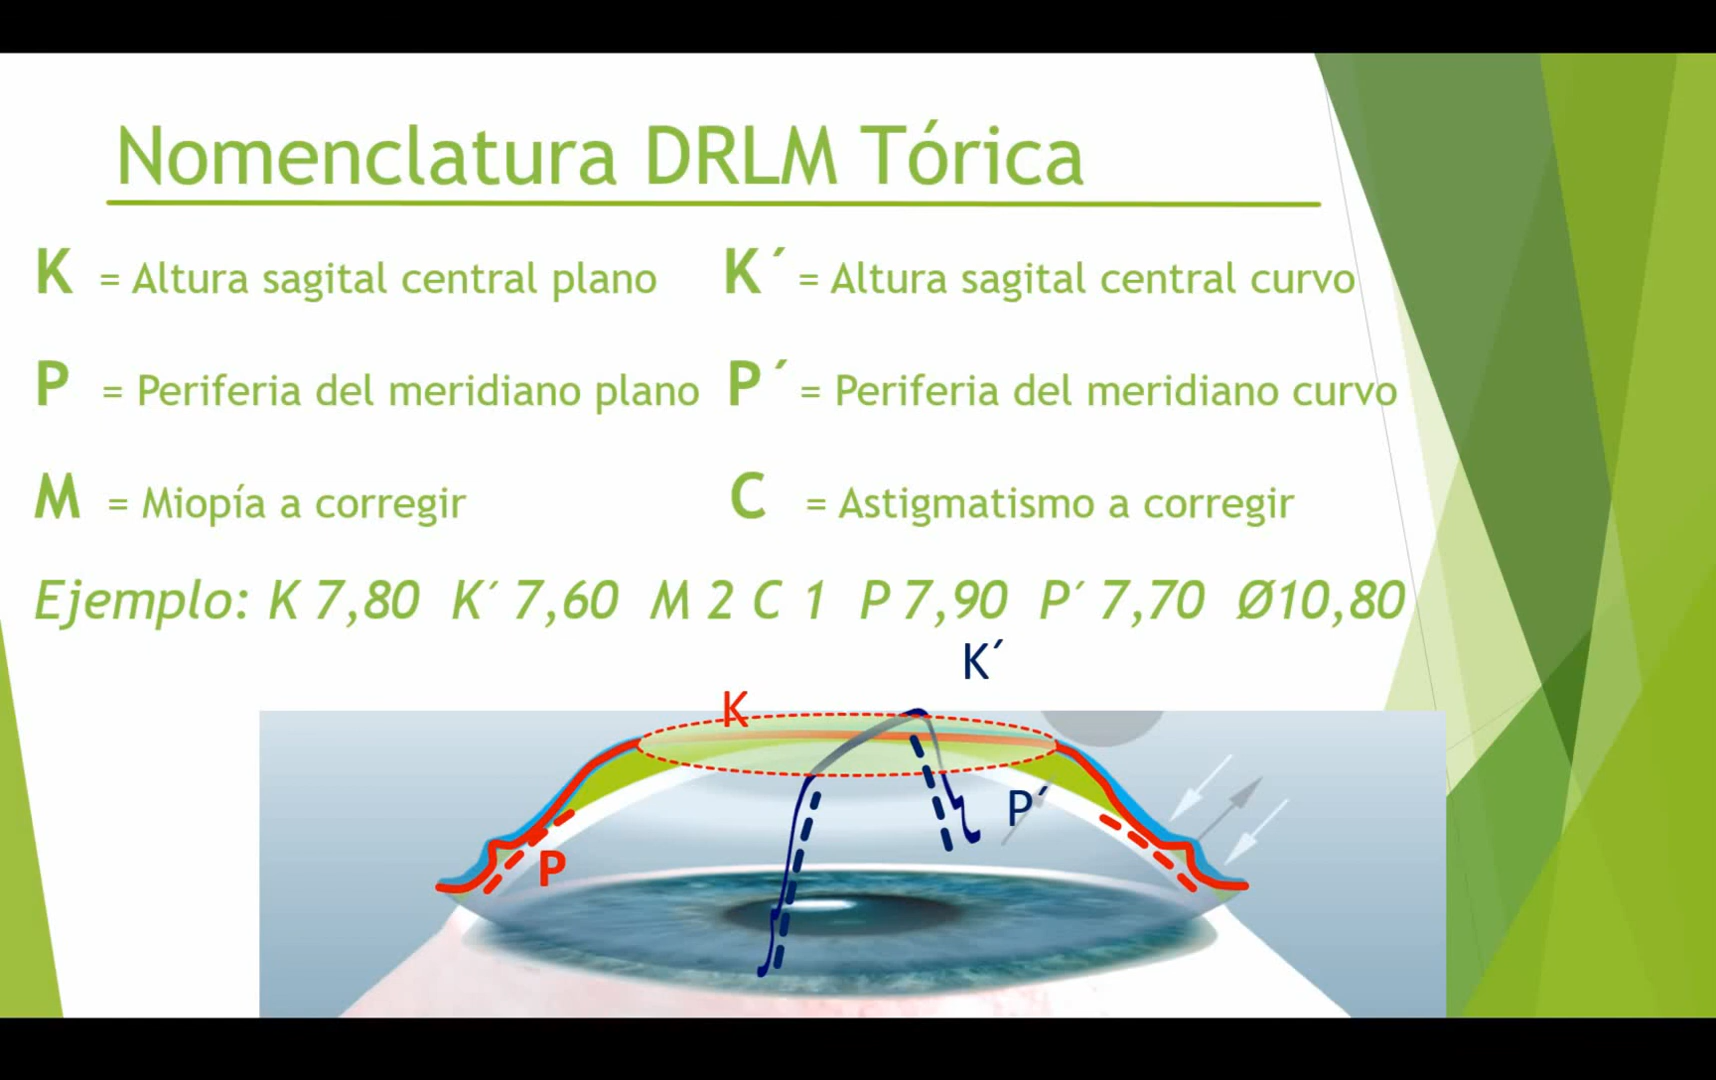 Nomenclatura DRLM Tórica
K = Altura sagital central plano K´ = Altura sagital central curvo
P = Periferia del meridiano plano P´ = Periferia del meridiano curvo
M = Miopía a corregir C = Astigmatismo a corregir
Ejemplo: K 7,80 K´ 7,60 M 2 C 1 P 7,90 P´ 7,70 Ø10,80
K´
K
P´
P